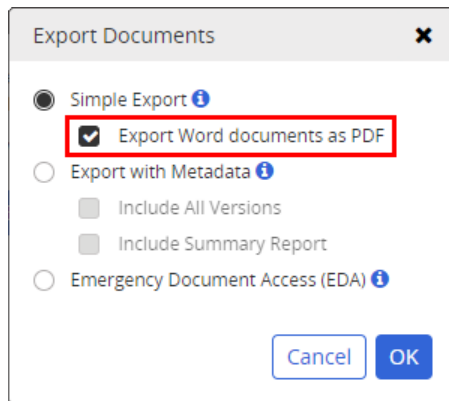 Export Documents
Simple Export
Export Word documents as PDF
Export with Metadata
Include All Versions
Include Summary Report
Emergency Document Access (EDA)
Cancel OK